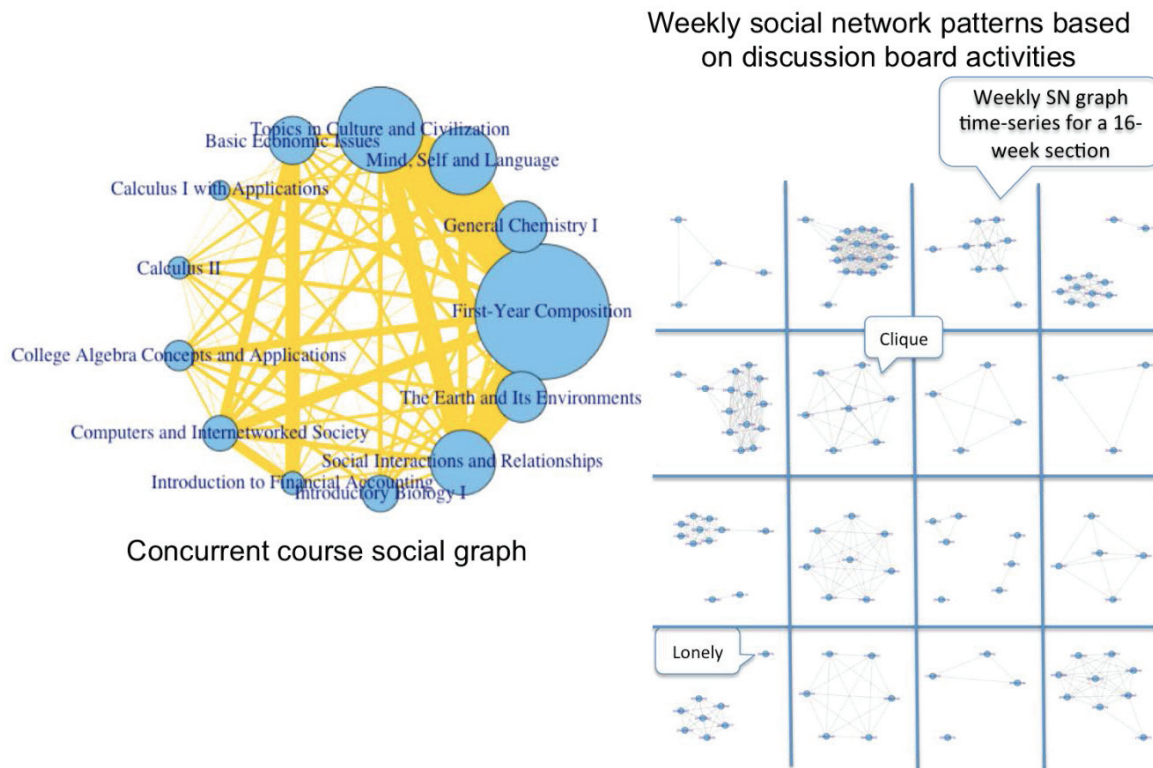 Weekly social network patterns based
on discussion board activities
Weekly SN graph
time-series for a 16-
week section
Topics in Culture and Civilization
Basic Economic Issues
Mind, Self and Language
Calculus I with Applications
General Chemistry I
Calculus II
First-Year Composition
College Algebra Concepts and Applications
The Earth and Its Environments
Computers and Internetworked Society
Social Interactions and Relationships
Introduction to Financial Accounting
Introductory Biology I
Concurrent course social graph
Clique
Lonely